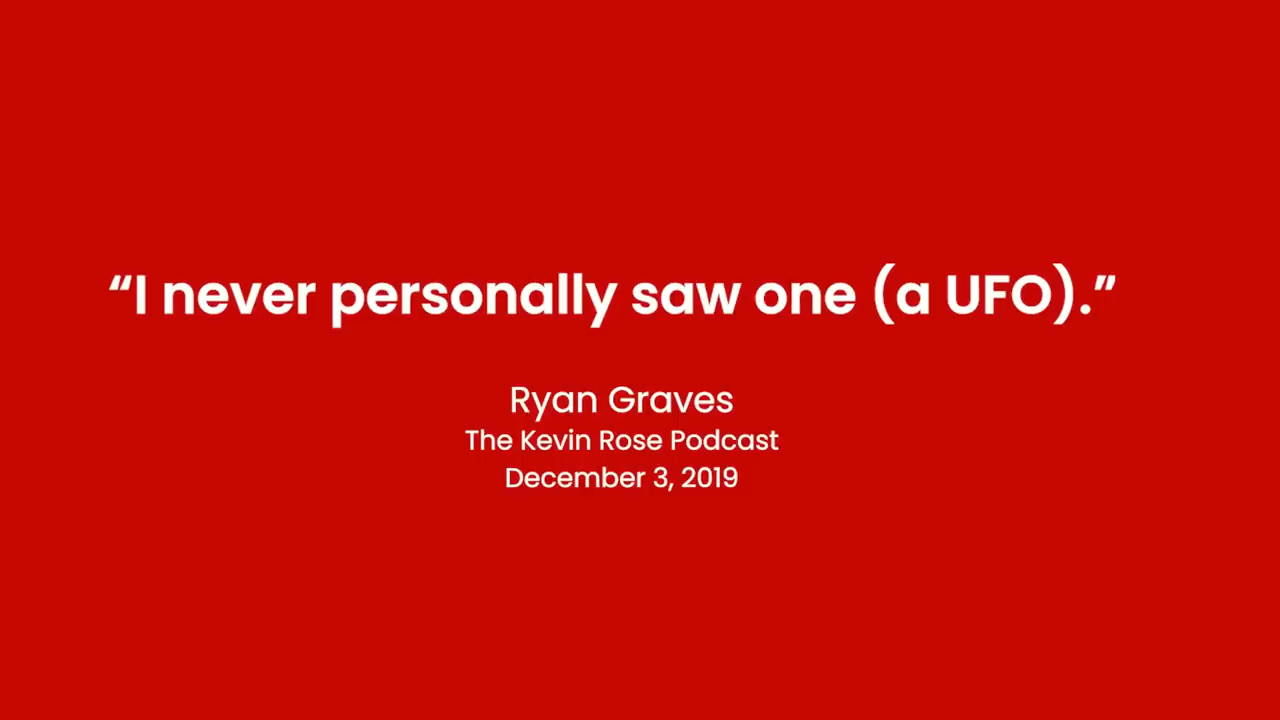 “I never personally saw one (a UFO).”
Ryan Graves
The Kevin Rose Podcast
December 3, 2019